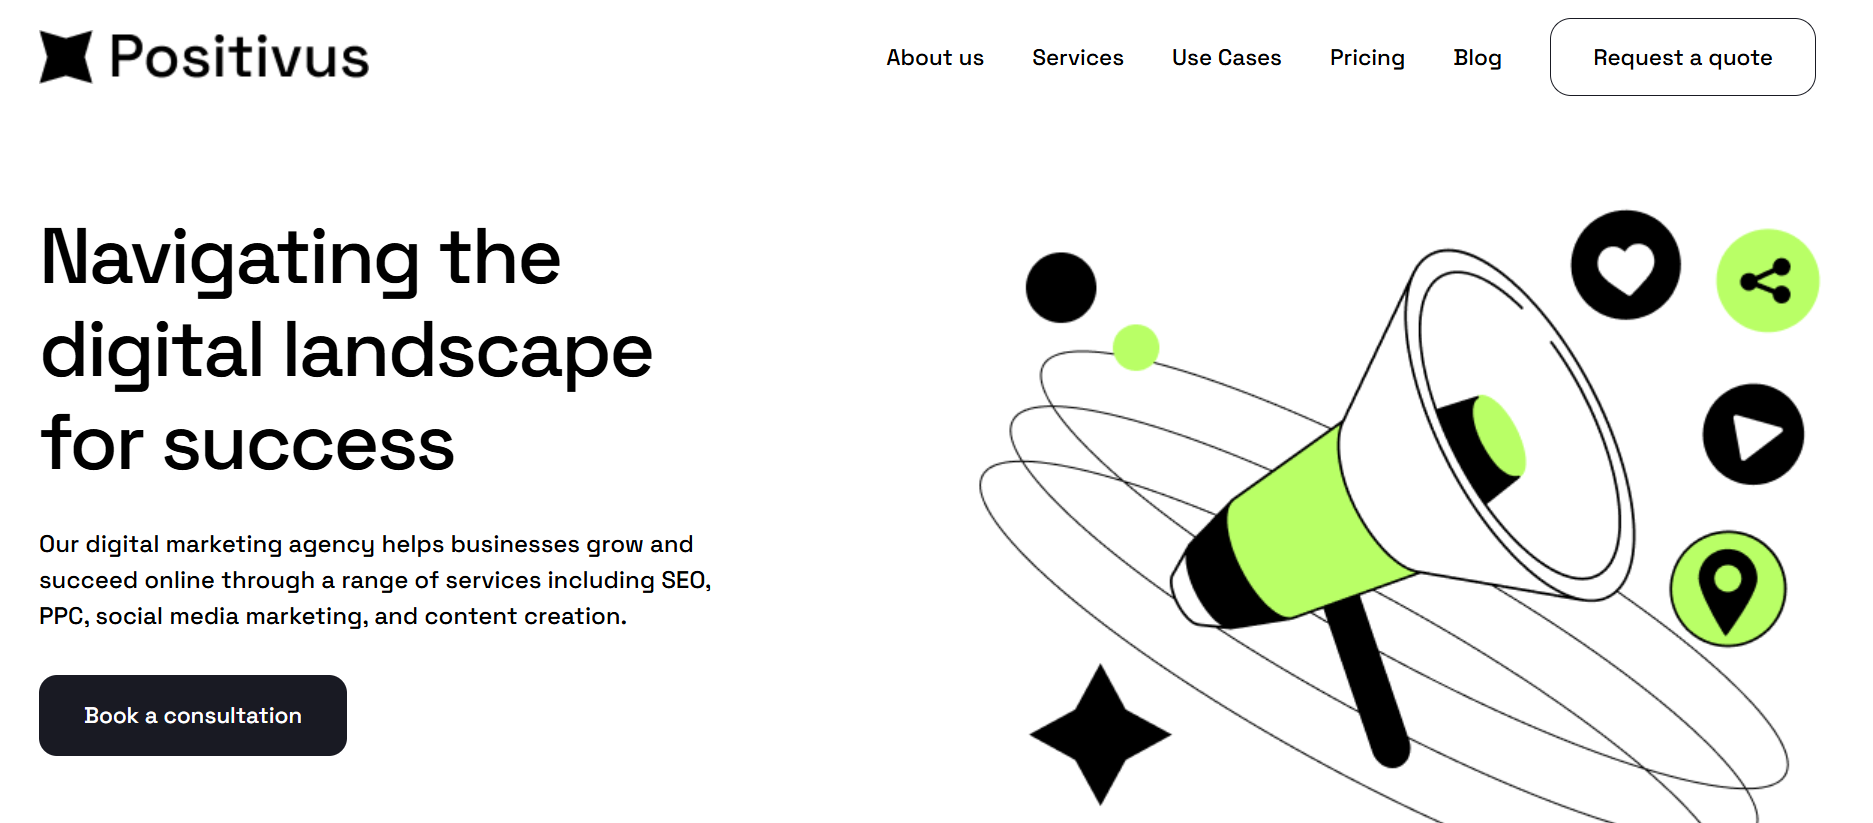 Positivus
About us
Services
Use Cases
Pricing
Blog
Request a quote
Navigating the
digital landscape
for success
Our digital marketing agency helps businesses grow and
succeed online through a range of services including SEO,
PPC, social media marketing, and content creation.
Book a consultation